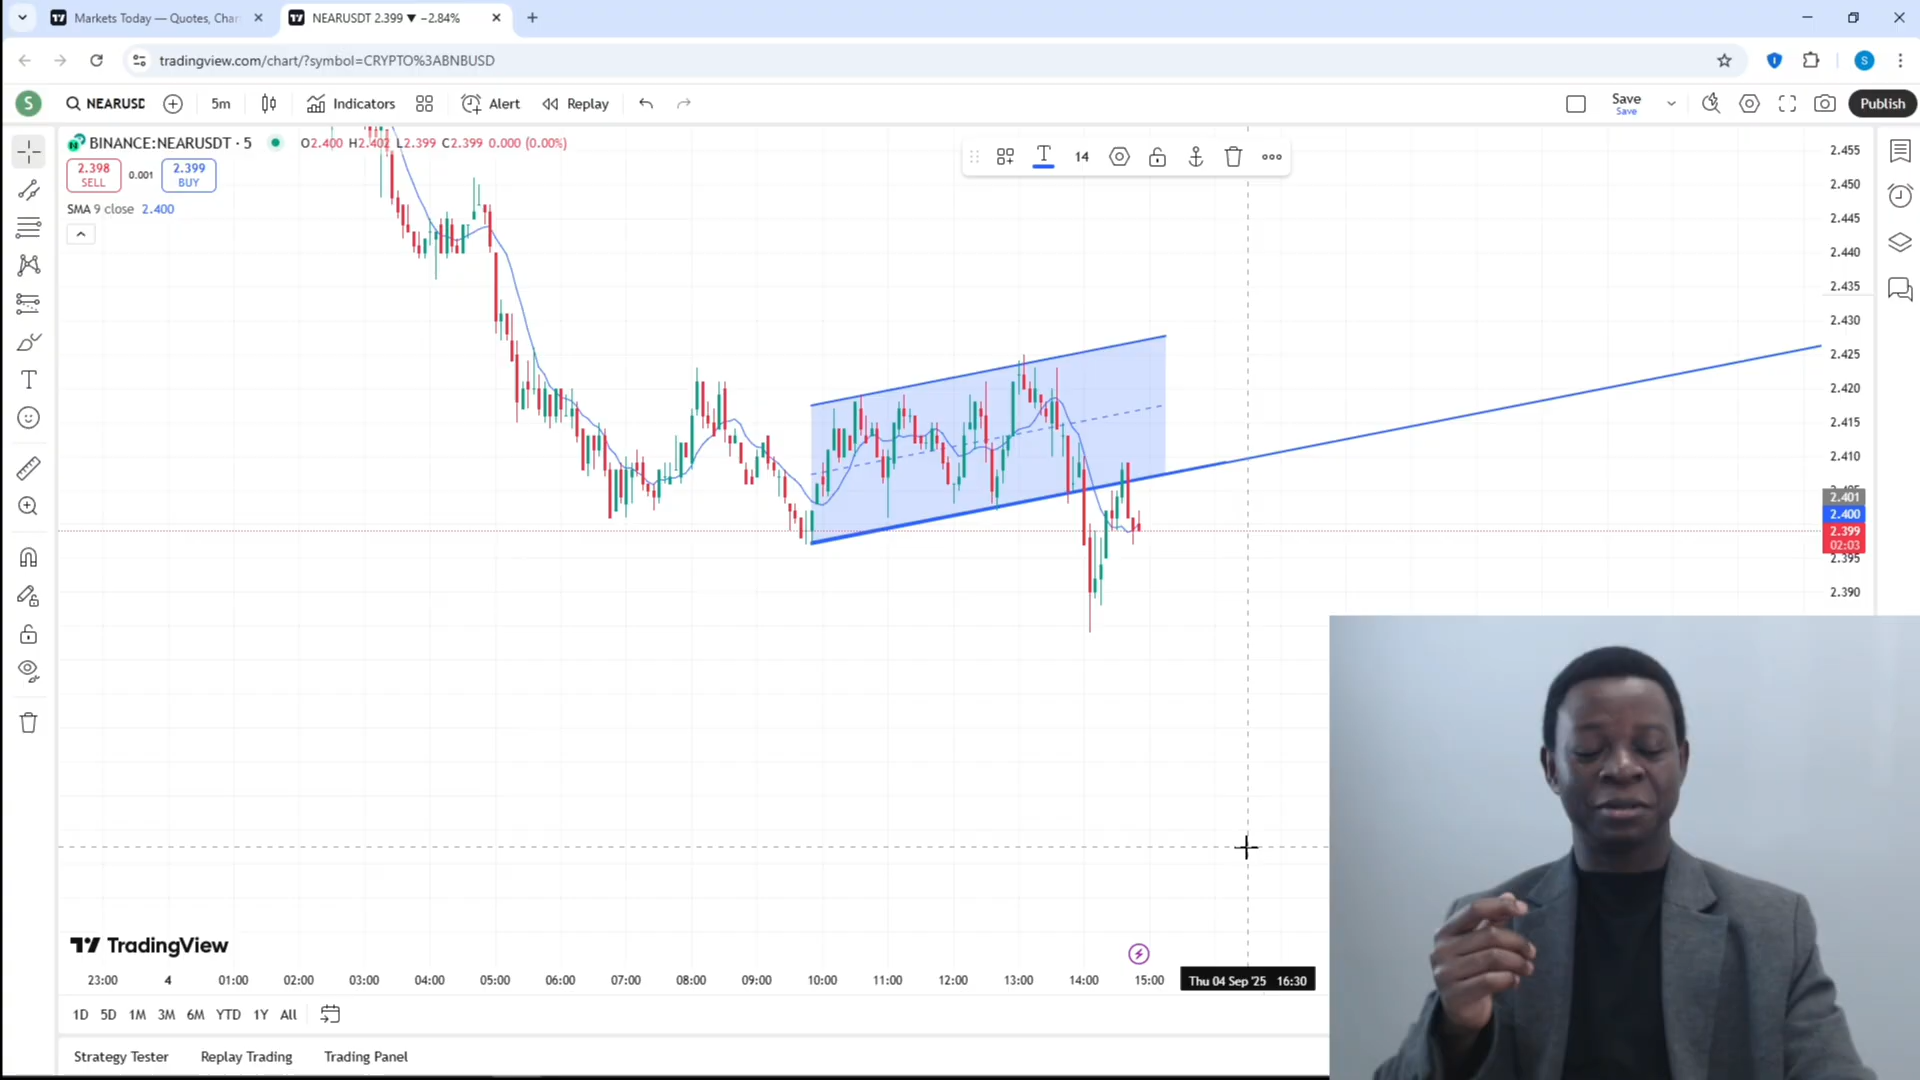 Markets Today — Quotes, Char
NEARUSDT 2.399 ▼ −2.84%
tradingview.com/chart/?symbol=CRYPTO%3ABNBUSD
S
S
NEARUSD
5m
Indicators
Alert
Replay
Save
Save
Publish
BINANCE:NEARUSDT · 5
O2.400 H2.402 L2.399 C2.399 0.000 (0.00%)
14
2.398
SELL
0.001
2.399
BUY
SMA 9 close 2.400
2.455
2.450
2.445
2.440
2.435
2.430
2.425
2.420
2.415
2.410
2.401
2.400
2.399
02:03
2.395
2.390
TradingView
23:00 4 01:00 02:00 03:00 04:00 05:00 06:00 07:00 08:00 09:00 10:00 11:00 12:00 13:00 14:00 15:00 Thu 04 Sep '25 16:30
1D 5D 1M 3M 6M YTD 1Y All
Strategy Tester Replay Trading Trading Panel